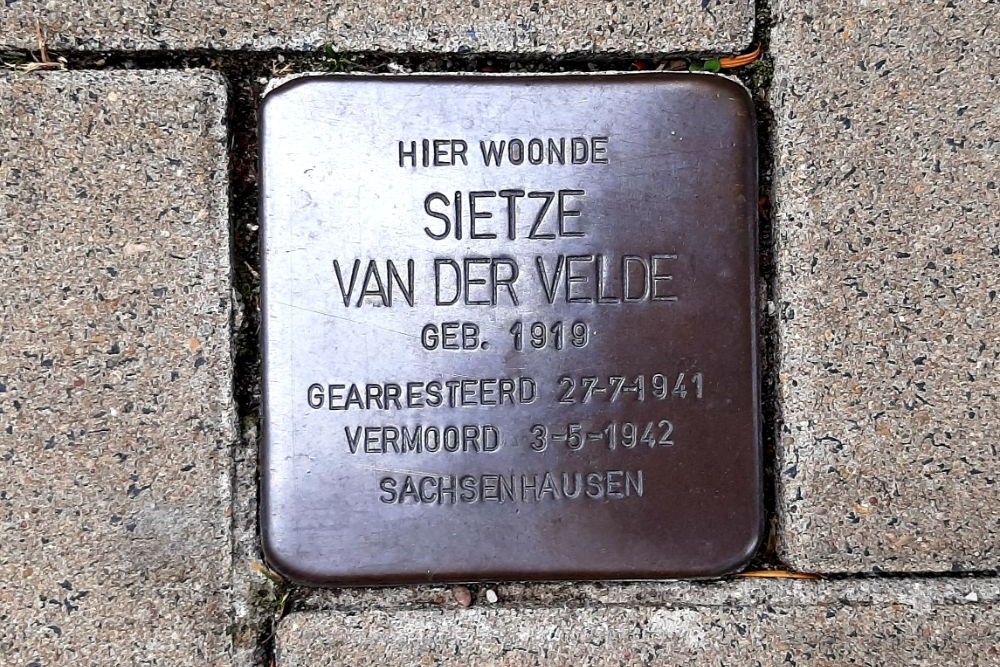 HIER WOONDE
SIETZE
VAN DER VELDE
GEB. 1919
GEARRESTEERD 27-7-1941
VERMOORD 3-5-1942
SACHSENHAUSEN